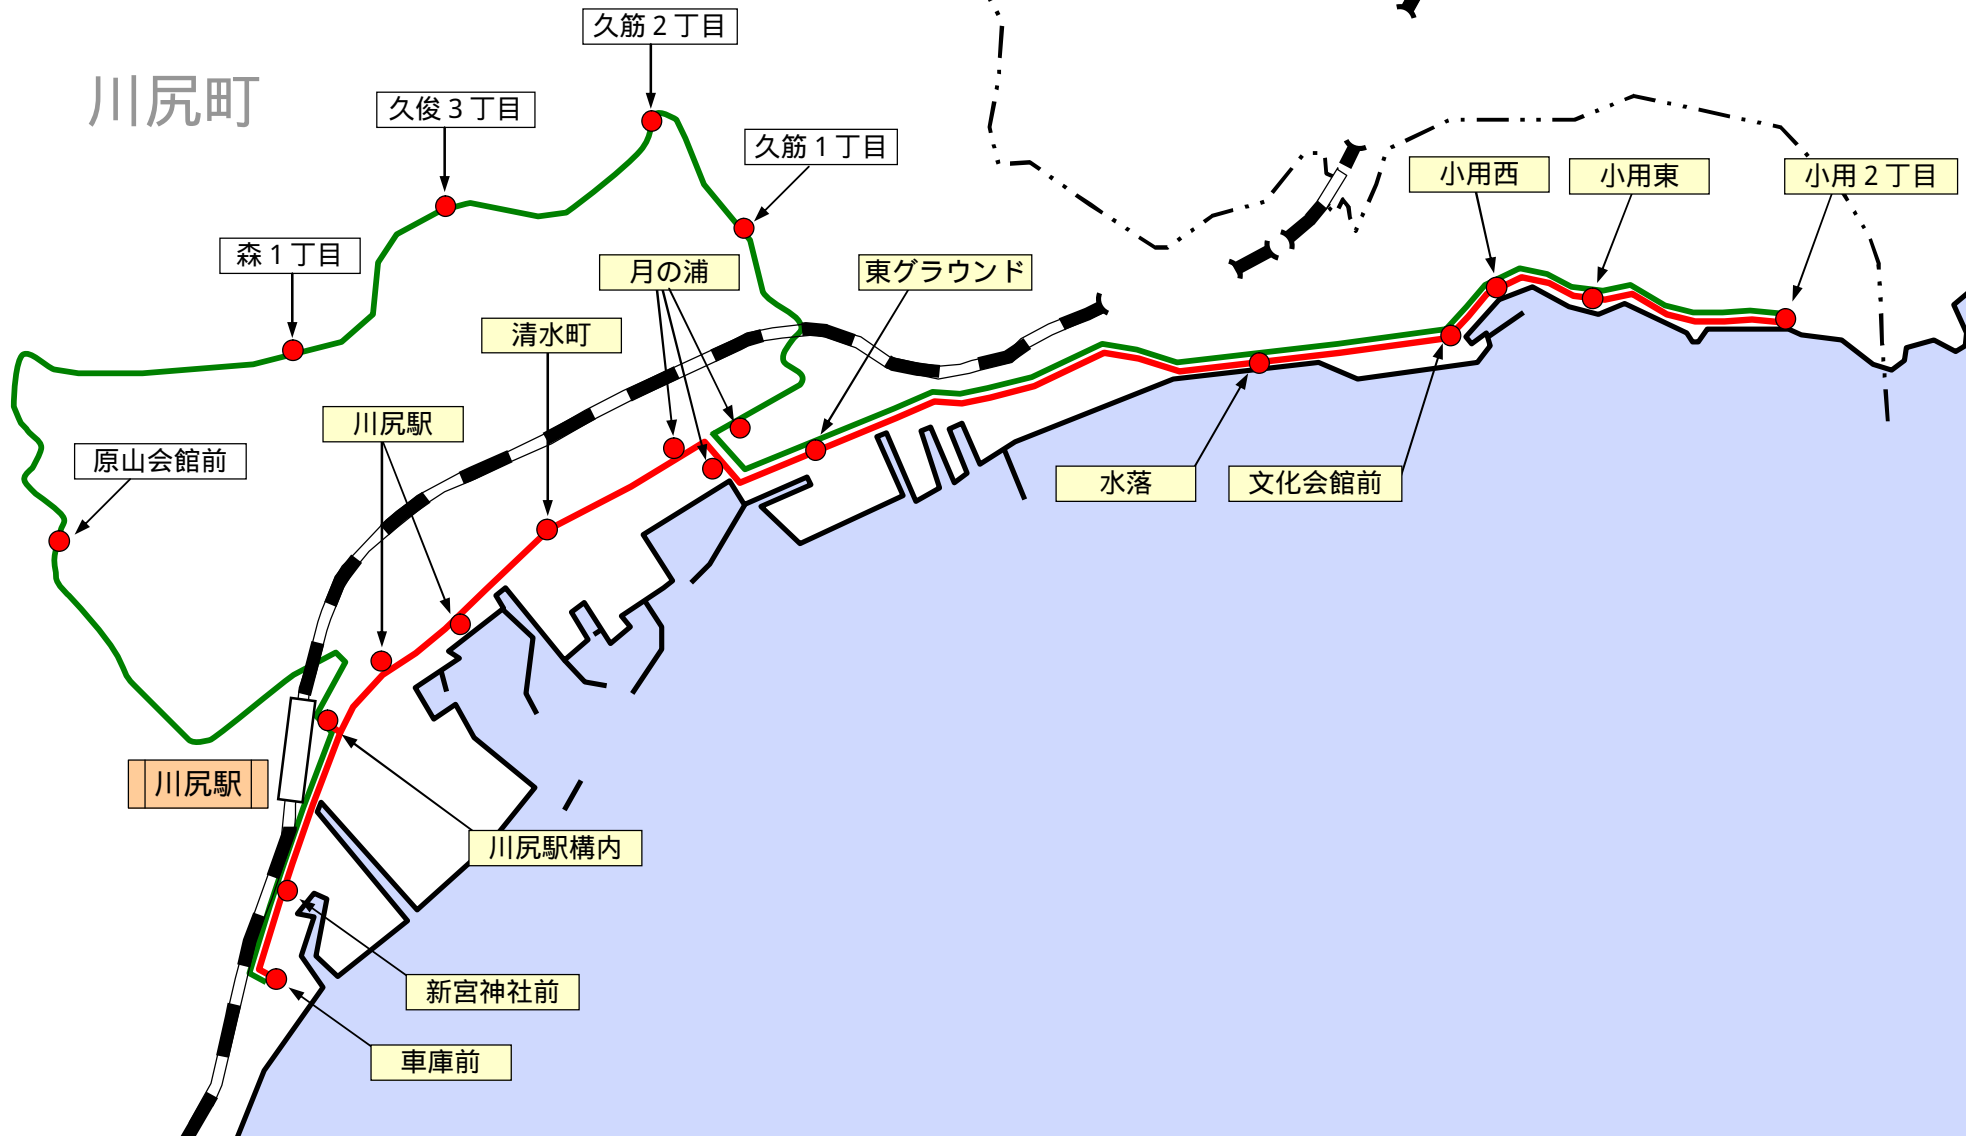 久筋２丁目
川尻町
久俊３丁目
久筋１丁目
小用西
小用東
小用２丁目
森１丁目
月の浦
東グラウンド
清水町
川尻駅
原山会館前
水落
文化会館前
川尻駅
川尻駅構内
新宮神社前
車庫前